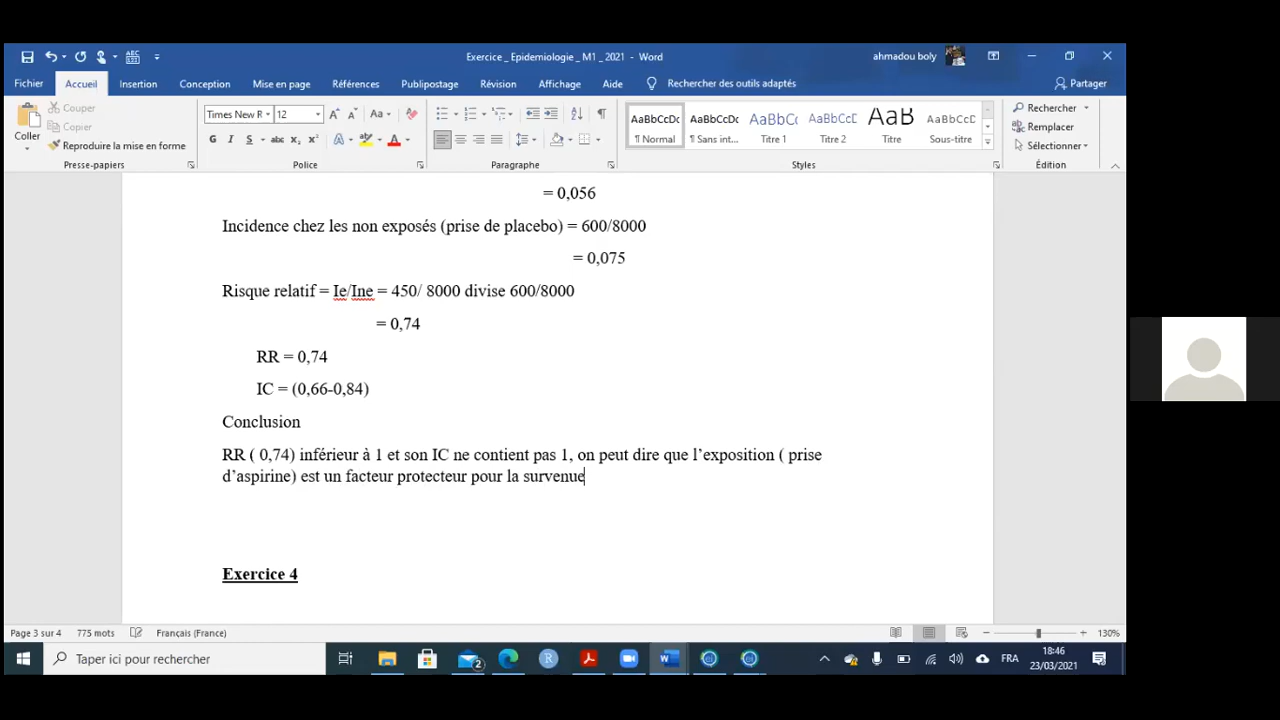 Exercice _ Epidemiologie _ M1 _ 2021 - Word
ahmadou boly
Fichier Accueil Insertion Conception Mise en page Références Publipostage Révision Affichage Aide Rechercher des outils adaptés Partager
Couper
Copier
Reproduire la mise en forme
Coller
Presse-papiers
Times New R 12
Police
Paragraphe
AaBbCcDc AaBbCcDc AaBbCc AaBbCcD AaB AaBbCcD
¶ Normal ¶ Sans int... Titre 1 Titre 2 Titre Sous-titre
Styles
Rechercher
Remplacer
Sélectionner
Édition
= 0,056
Incidence chez les non exposés (prise de placebo) = 600/8000
= 0,075
Risque relatif = Ie/Ine = 450/ 8000 divise 600/8000
= 0,74
RR = 0,74
IC = (0,66-0,84)
Conclusion
RR ( 0,74) inférieur à 1 et son IC ne contient pas 1, on peut dire que l’exposition ( prise
d’aspirine) est un facteur protecteur pour la survenue
Exercice 4
Page 3 sur 4 775 mots Français (France) 130%
Taper ici pour rechercher
2
FRA
18:46
23/03/2021